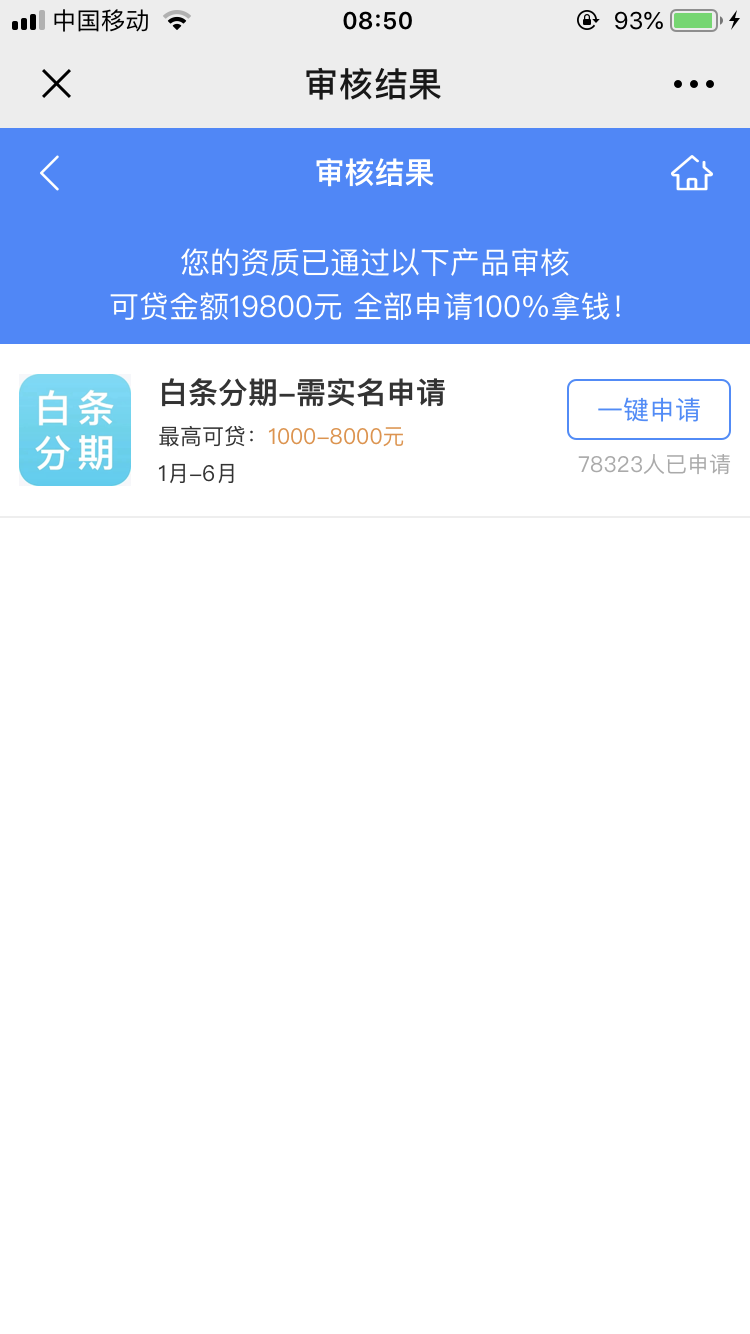 中国移动 08:50 93%
审核结果
审核结果
您的资质已通过以下产品审核
可贷金额19800元 全部申请100%拿钱!
白条
分期
白条分期-需实名申请
最高可贷: 1000-8000元
1月-6月
一键申请
78323人已申请